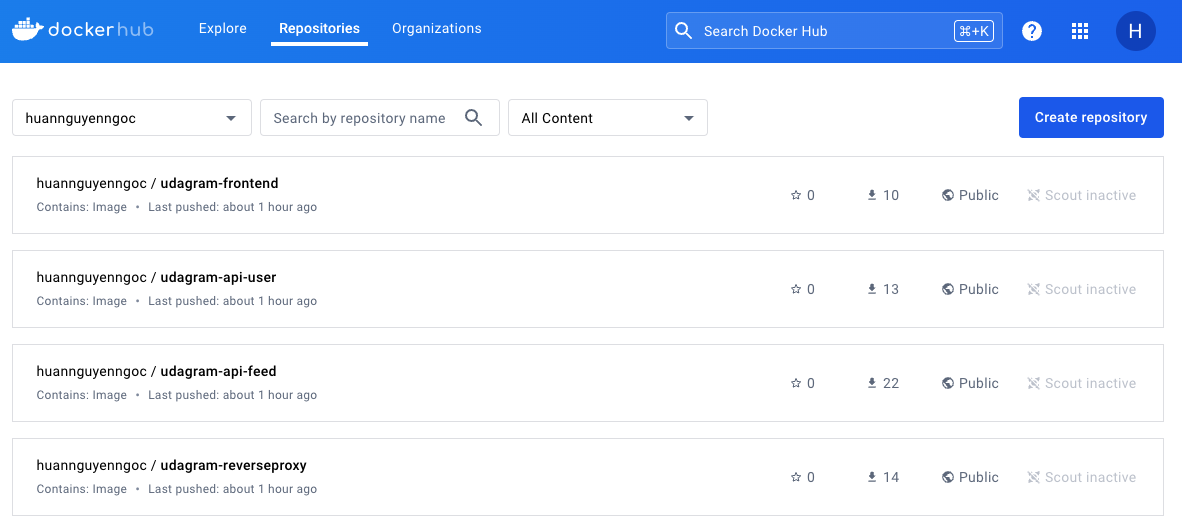 dockerhub Explore Repositories Organizations Search Docker Hub ⌘+K ? H
huannguyenngoc Search by repository name All Content Create repository
huannguyenngoc / udagram-frontend
Contains: Image • Last pushed: about 1 hour ago
0 10 Public Scout inactive
huannguyenngoc / udagram-api-user
Contains: Image • Last pushed: about 1 hour ago
0 13 Public Scout inactive
huannguyenngoc / udagram-api-feed
Contains: Image • Last pushed: about 1 hour ago
0 22 Public Scout inactive
huannguyenngoc / udagram-reverseproxy
Contains: Image • Last pushed: about 1 hour ago
0 14 Public Scout inactive